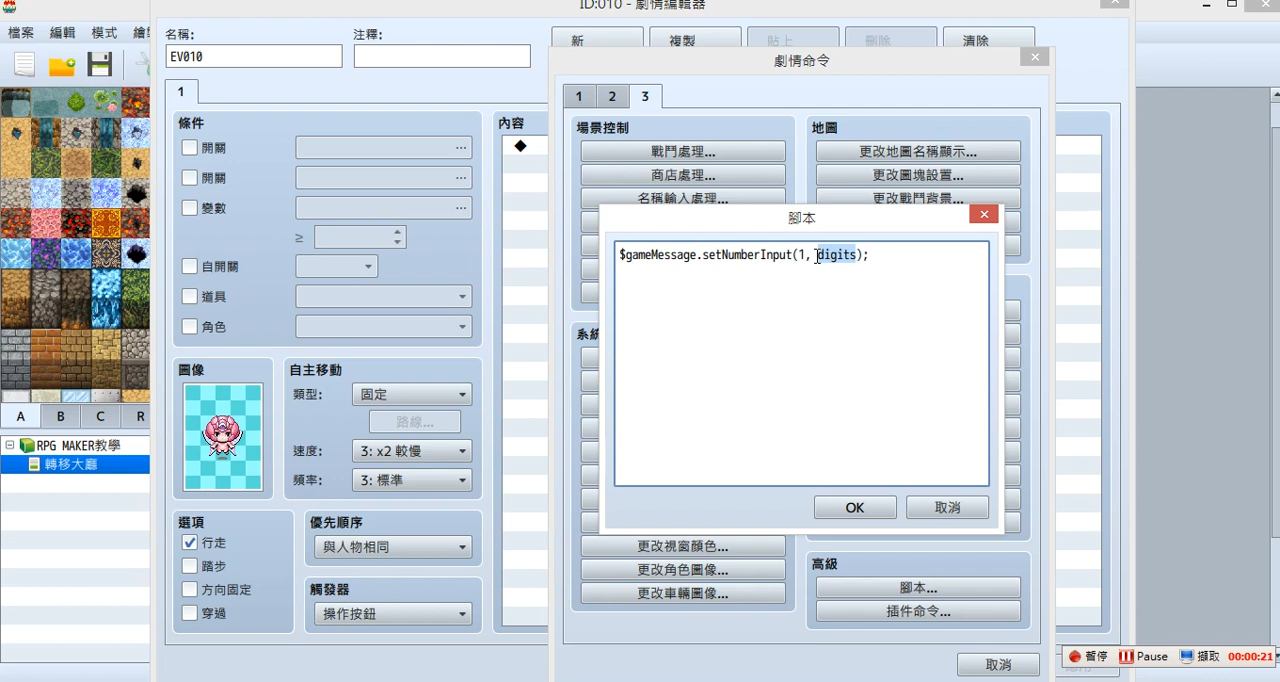 ID:010 - 劇情編輯器
檔案 編輯 模式
名稱:
EV010
注釋:
新 複製 貼上 刪除 清除
1
條件
開關
開關
變數
≥
自開關
道具
角色
圖像
自主移動
類型: 固定
路線...
速度: 3: x2 較慢
頻率: 3: 標準
選項
行走
踏步
方向固定
穿過
優先順序
與人物相同
觸發器
操作按鈕
內容
劇情命令
1 2 3
場景控制
戰鬥處理...
商店處理...
名稱輸入處理...
地圖
更改地圖名稱顯示...
更改圖塊設置...
更改戰鬥背景...
腳本
$gameMessage.setNumberInput(1, digits);
OK 取消
更改視窗顏色...
更改角色圖像...
更改車輛圖像...
高級
腳本...
插件命令...
取消
A B C R
RPG MAKER教學
轉移大廳
暫停 Pause 擷取 00:00:21